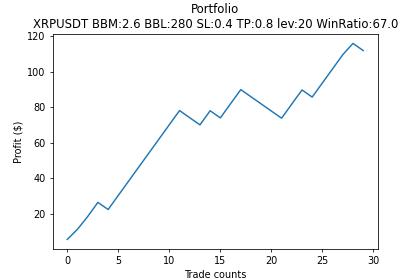 Portfolio
XRPUSDT BBM:2.6 BBL:280 SL:0.4 TP:0.8 lev:20 WinRatio:67.0
120
100
80
60
40
20
Profit ($)
0 5 10 15 20 25 30
Trade counts